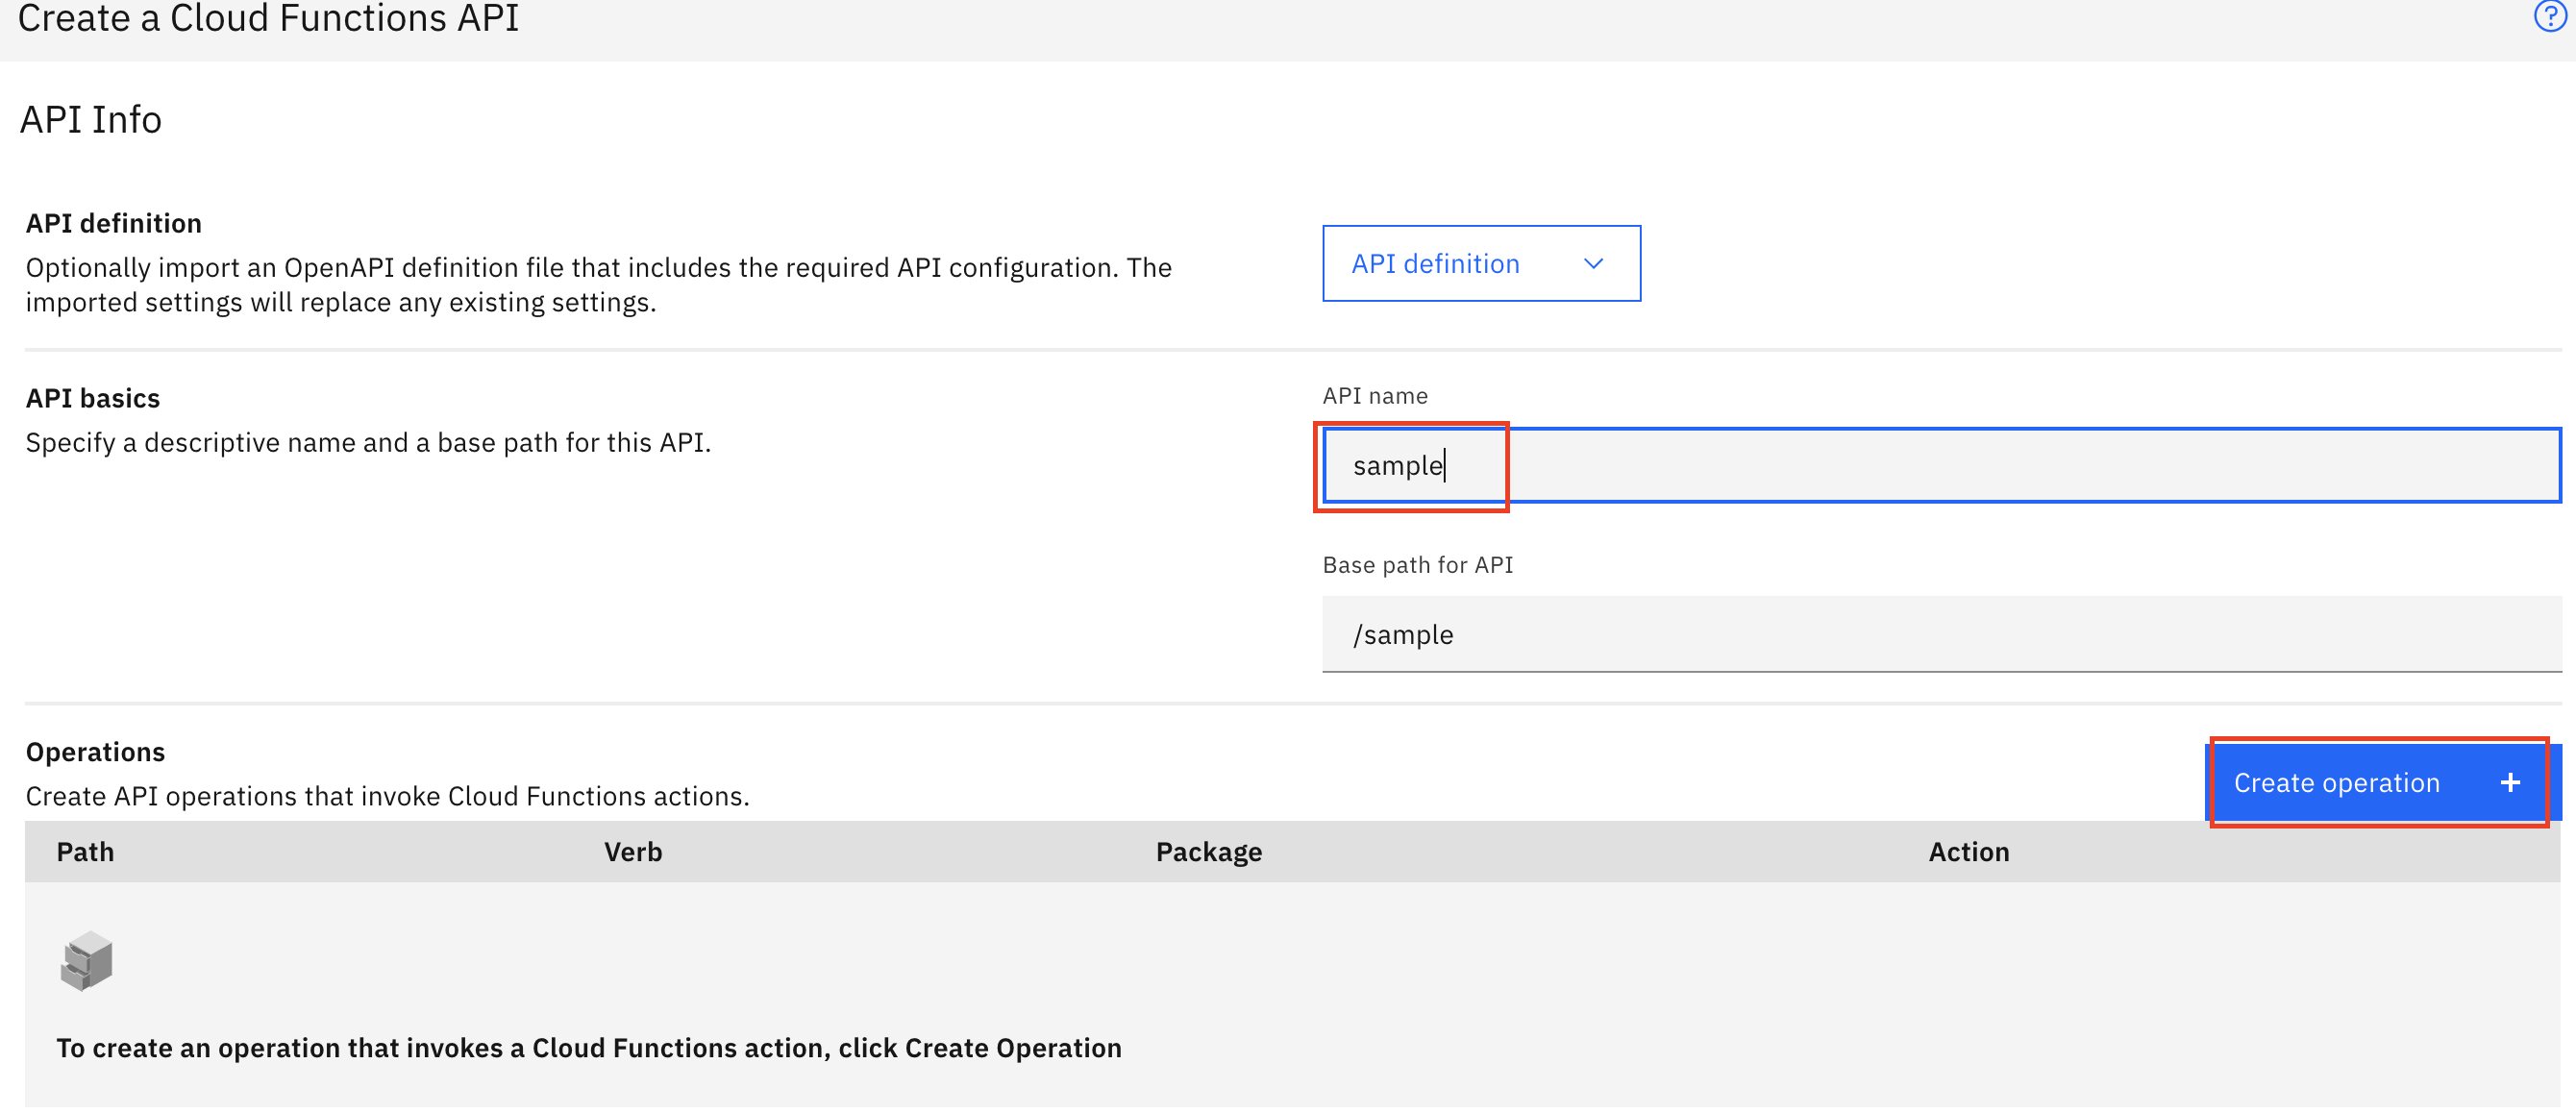 Create a Cloud Functions API
API Info
API definition
Optionally import an OpenAPI definition file that includes the required API configuration. The
imported settings will replace any existing settings.
API definition
API basics
Specify a descriptive name and a base path for this API.
API name
sample
Base path for API
/sample
Operations
Create API operations that invoke Cloud Functions actions.
Create operation +
Path Verb Package Action
To create an operation that invokes a Cloud Functions action, click Create Operation